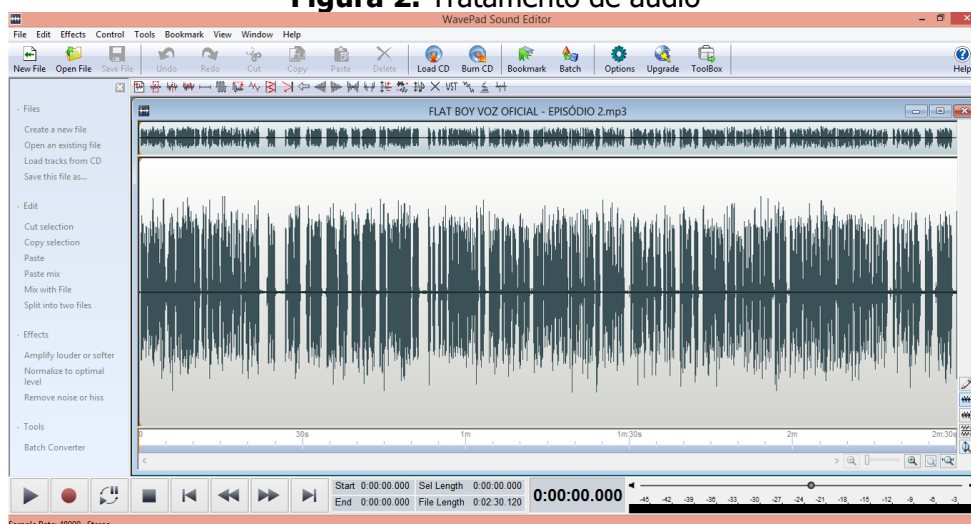 Figura 2. Tratamento de áudio
WavePad Sound Editor
File Edit Effects Control Tools Bookmark View Window Help
New File Open File Save File Undo Redo Cut Copy Paste Delete Load CD Burn CD Bookmark Batch Options Upgrade ToolBox Help
VST
- Files
FLAT BOY VOZ OFICIAL - EPISÓDIO 2.mp3
Create a new file
Open an existing file
Load tracks from CD
Save this file as...
- Edit
Cut selection
Copy selection
Paste
Paste mix
Mix with File
Split into two files
- Effects
Amplify louder or softer
Normalize to optimal
level
Remove noise or hiss
- Tools
Batch Converter
0 30s 1m 1m:30s 2m 2m:30s
Start 0:00:00.000 Sel Length 0:00:00.000
End 0:00:00.000 File Length 0:02:30.120
0:00:00.000
-45 -42 -39 -36 -33 -30 -27 -24 -21 -18 -15 -12 -9 -6 -3
Sample Rate: 48000 Stereo